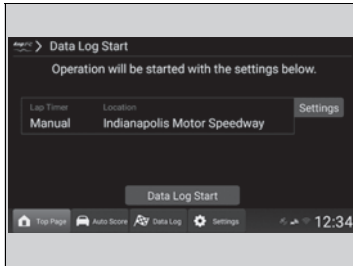 > Data Log Start
Operation will be started with the settings below.
Lap Timer
Location
Settings
Manual
Indianapolis Motor Speedway
Data Log Start
Top Page
Auto Score
Data Log
Settings
12:34